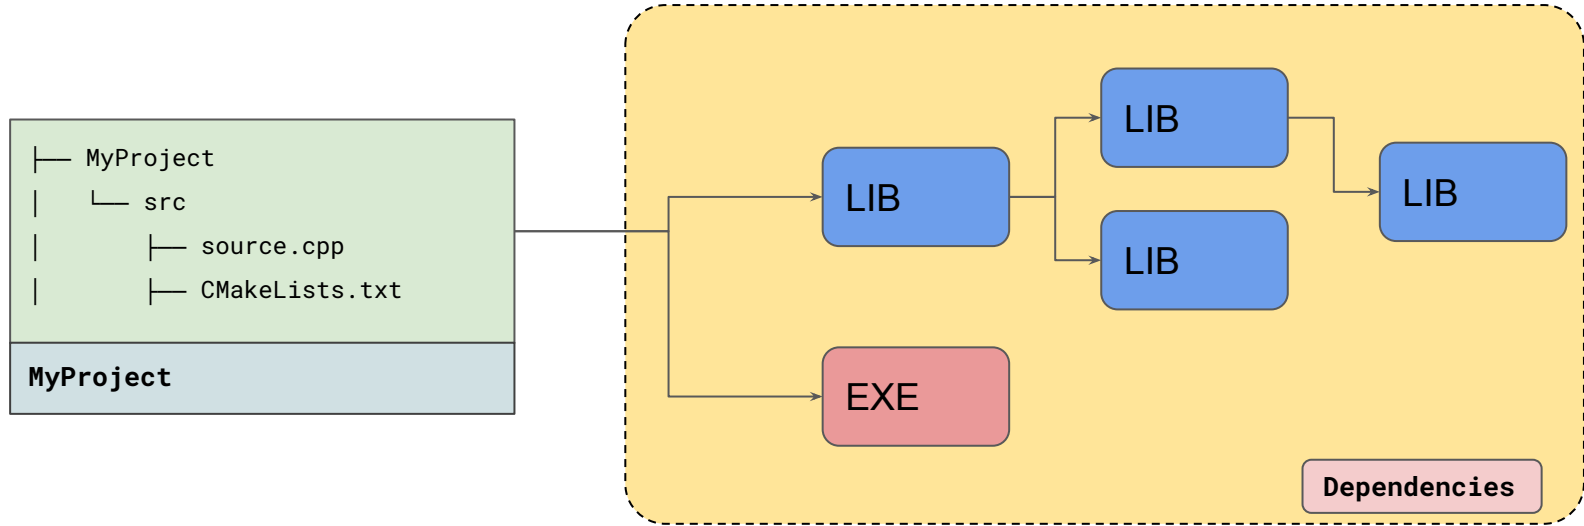 ├── MyProject
│   └── src
│       ├── source.cpp
│       ├── CMakeLists.txt
MyProject
LIB
LIB
LIB
LIB
EXE
Dependencies